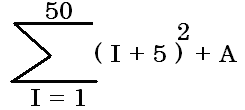 50
∑ ( I + 5 )² + A
I = 1